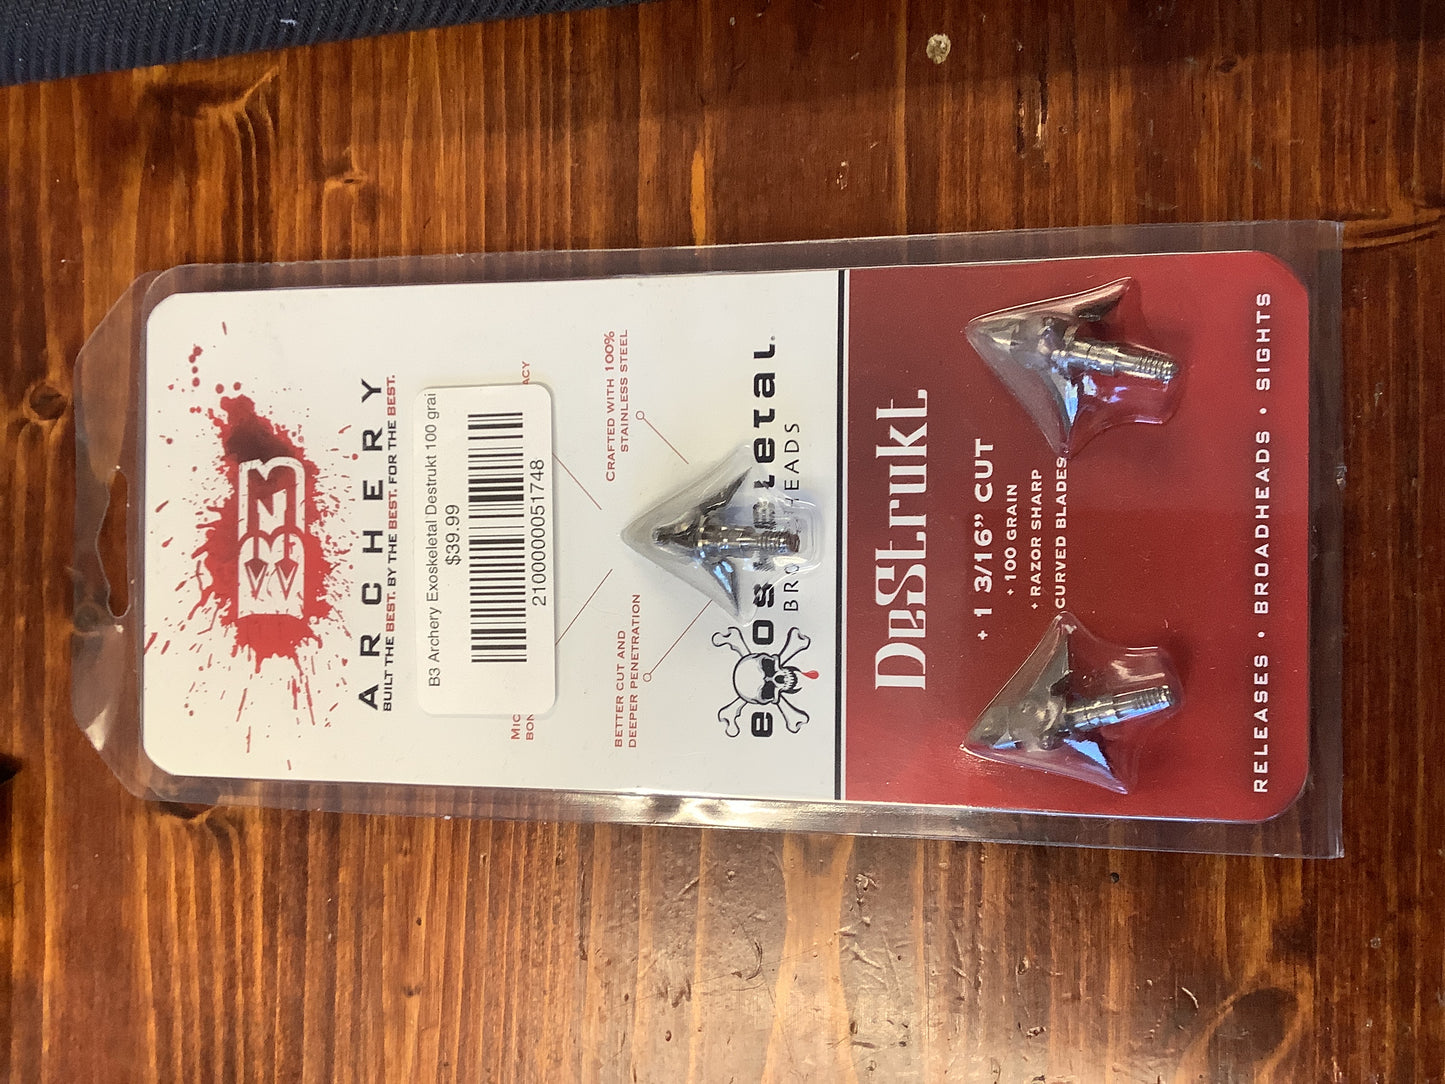 B3
ARCHERY
BUILT THE BEST. BY THE BEST. FOR THE BEST.
B3 Archery Exoskeletal Destrukt 100 grai
$39.99
210000051748
CRAFTED WITH 100%
STAINLESS STEEL
BETTER CUT AND
DEEPER PENETRATION
DeStrukt
+ 1 3/16" CUT
+ 100 GRAIN
+ RAZOR SHARP
CURVED BLADES
RELEASES • BROADHEADS • SIGHTS